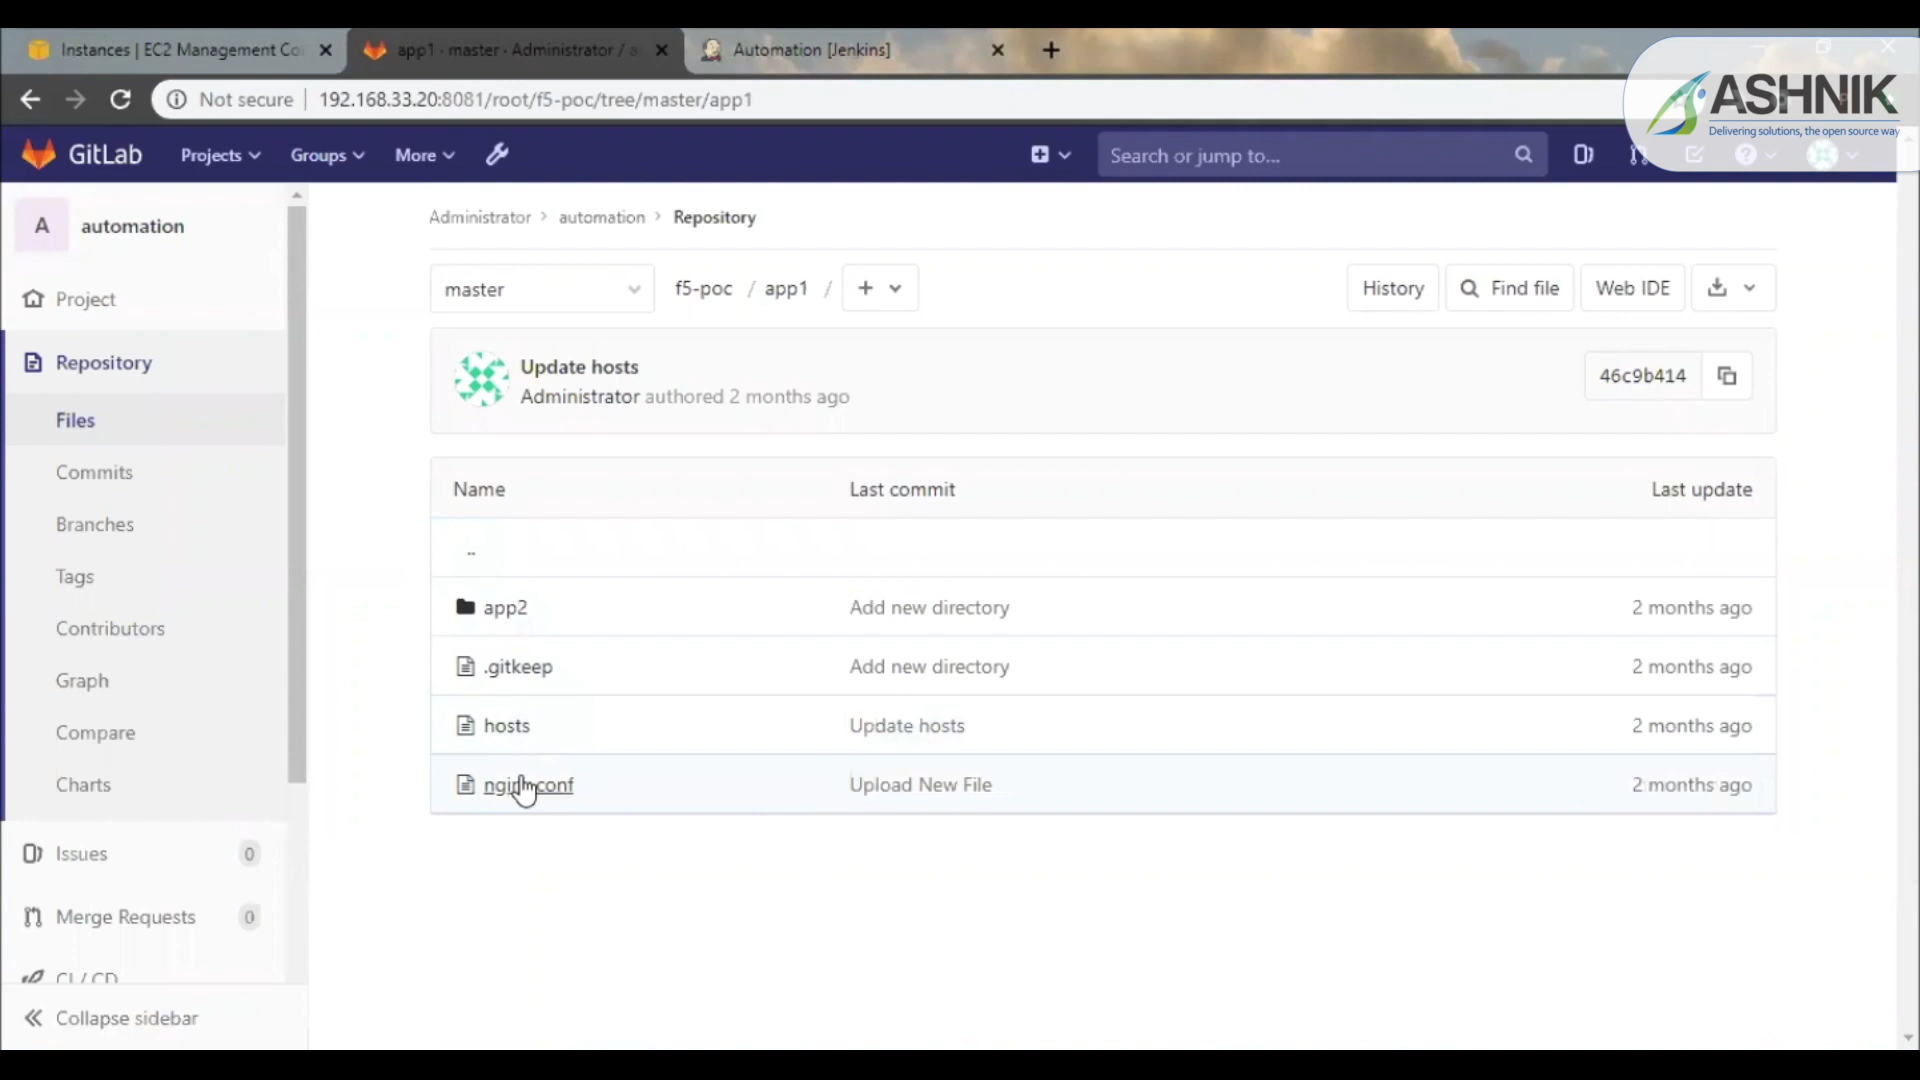 Instances | EC2 Management Co
app1 · master · Administrator / a
Automation [Jenkins]
Not secure
192.168.33.20:8081/root/f5-poc/tree/master/app1
ASHNIK
Delivering solutions, the open source way
GitLab
Projects
Groups
More
Search or jump to...
A
automation
Administrator > automation > Repository
Project
master
f5-poc / app1 /
History
Find file
Web IDE
Repository
Update hosts
Administrator authored 2 months ago
46c9b414
Files
Commits
Branches
Tags
Contributors
Graph
Compare
Charts
Name
Last commit
Last update
..
app2
Add new directory
2 months ago
.gitkeep
Add new directory
2 months ago
hosts
Update hosts
2 months ago
Upload New File
2 months ago
Issues
0
Merge Requests
0
CI / CD
Collapse sidebar